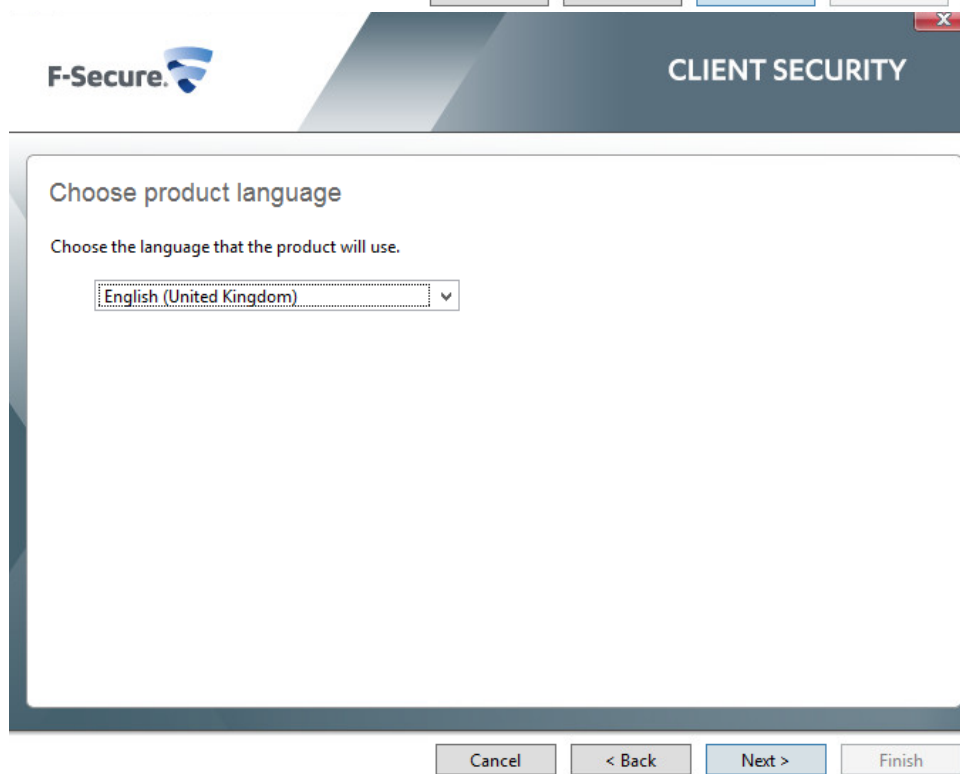 X
F-Secure.
CLIENT SECURITY
Choose product language
Choose the language that the product will use.
English (United Kingdom)
Cancel
< Back
Next >
Finish